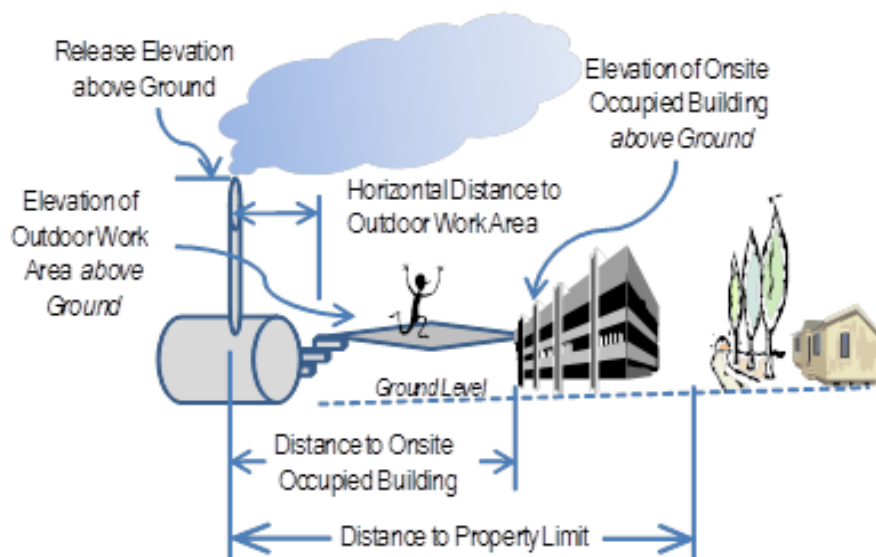 Release Elevation
above Ground
Elevation of Onsite
Occupied Building
above Ground
Horizontal Distance to
Outdoor Work Area
Elevation of
Outdoor Work
Area above
Ground
Ground Level
Distance to Onsite
Occupied Building
Distance to Property Limit